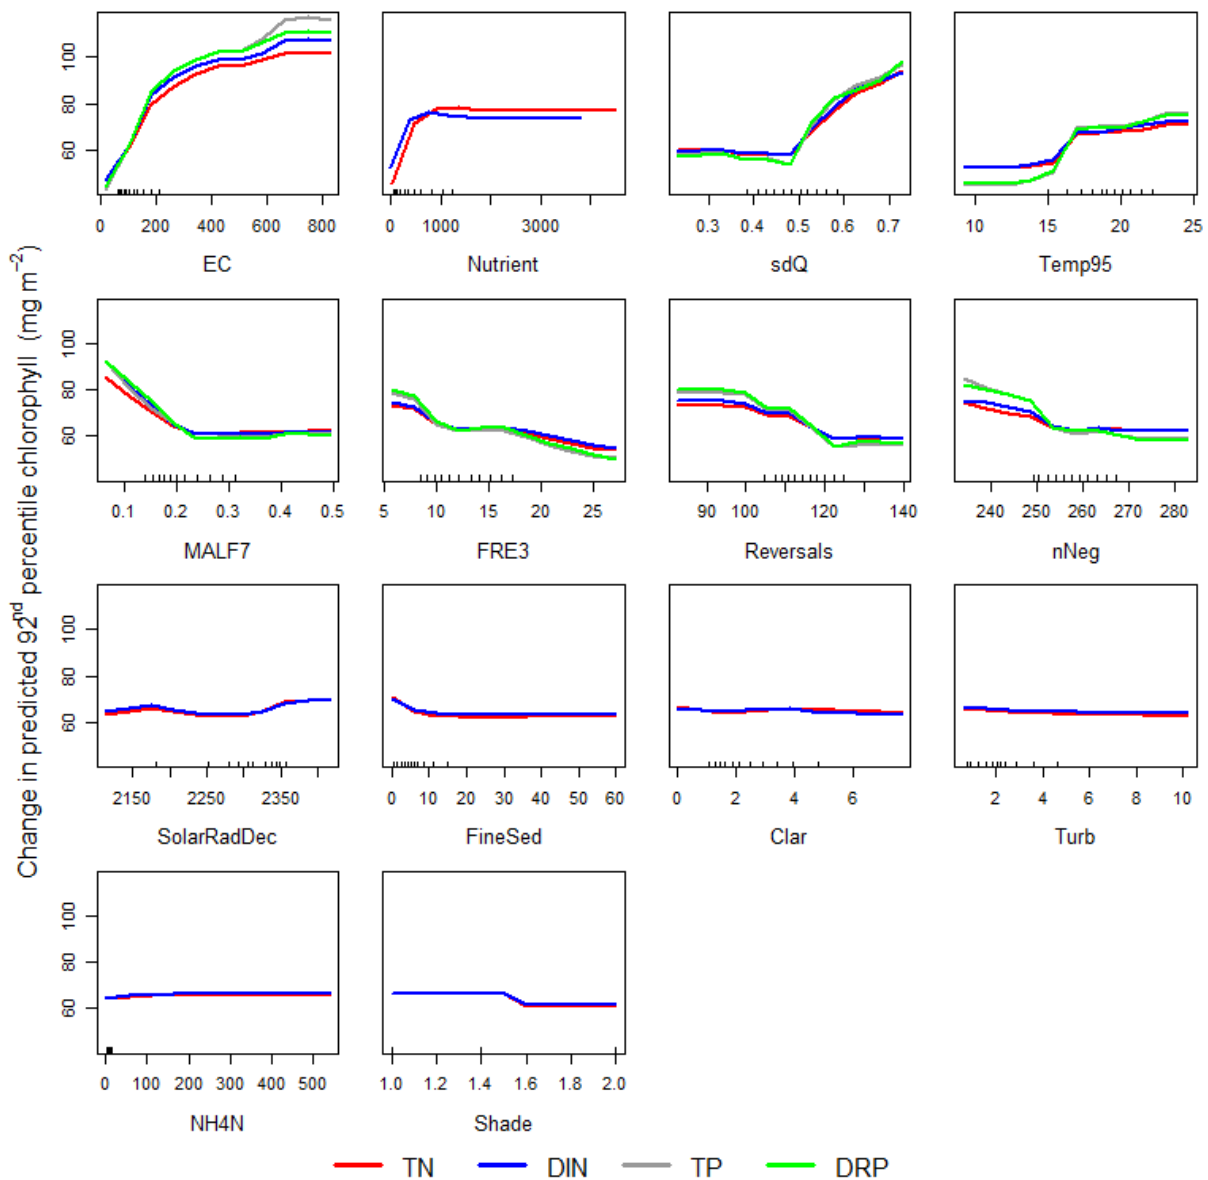 Change in predicted 92nd percentile chlorophyll (mg m−2)
60 80 100
0 200 400 600 800
EC
0 1000 3000
Nutrient
0.3 0.4 0.5 0.6 0.7
sdQ
10 15 20 25
Temp95
60 80 100
0.1 0.2 0.3 0.4 0.5
MALF7
5 10 15 20 25
FRE3
90 100 120 140
Reversals
240 250 260 270 280
nNeg
60 80 100
2150 2250 2350
SolarRadDec
0 10 20 30 40 50 60
FineSed
0 2 4 6
Clar
2 4 6 8 10
Turb
60 80 100
0 100 200 300 400 500
NH4N
1.0 1.2 1.4 1.6 1.8 2.0
Shade
TN DIN TP DRP